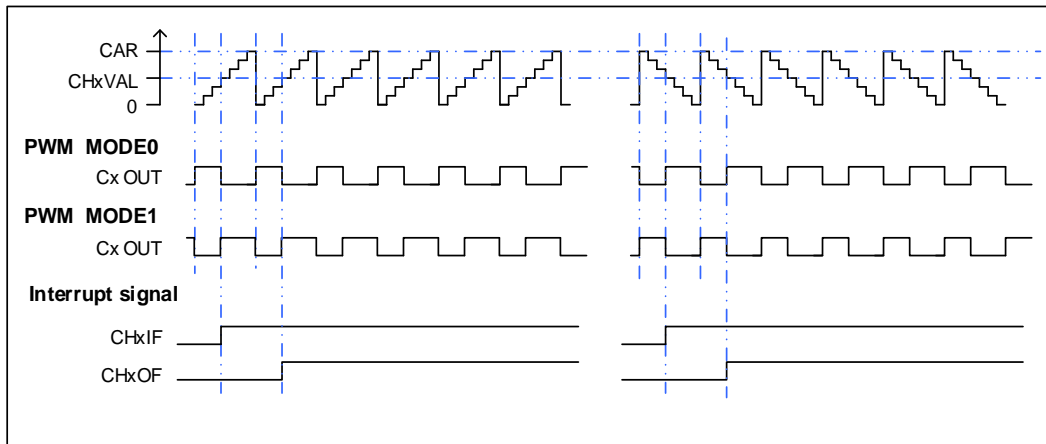 CAR
CHxVAL
0
PWM MODE0
Cx OUT
PWM MODE1
Cx OUT
Interrupt signal
CHxIF
CHxOF